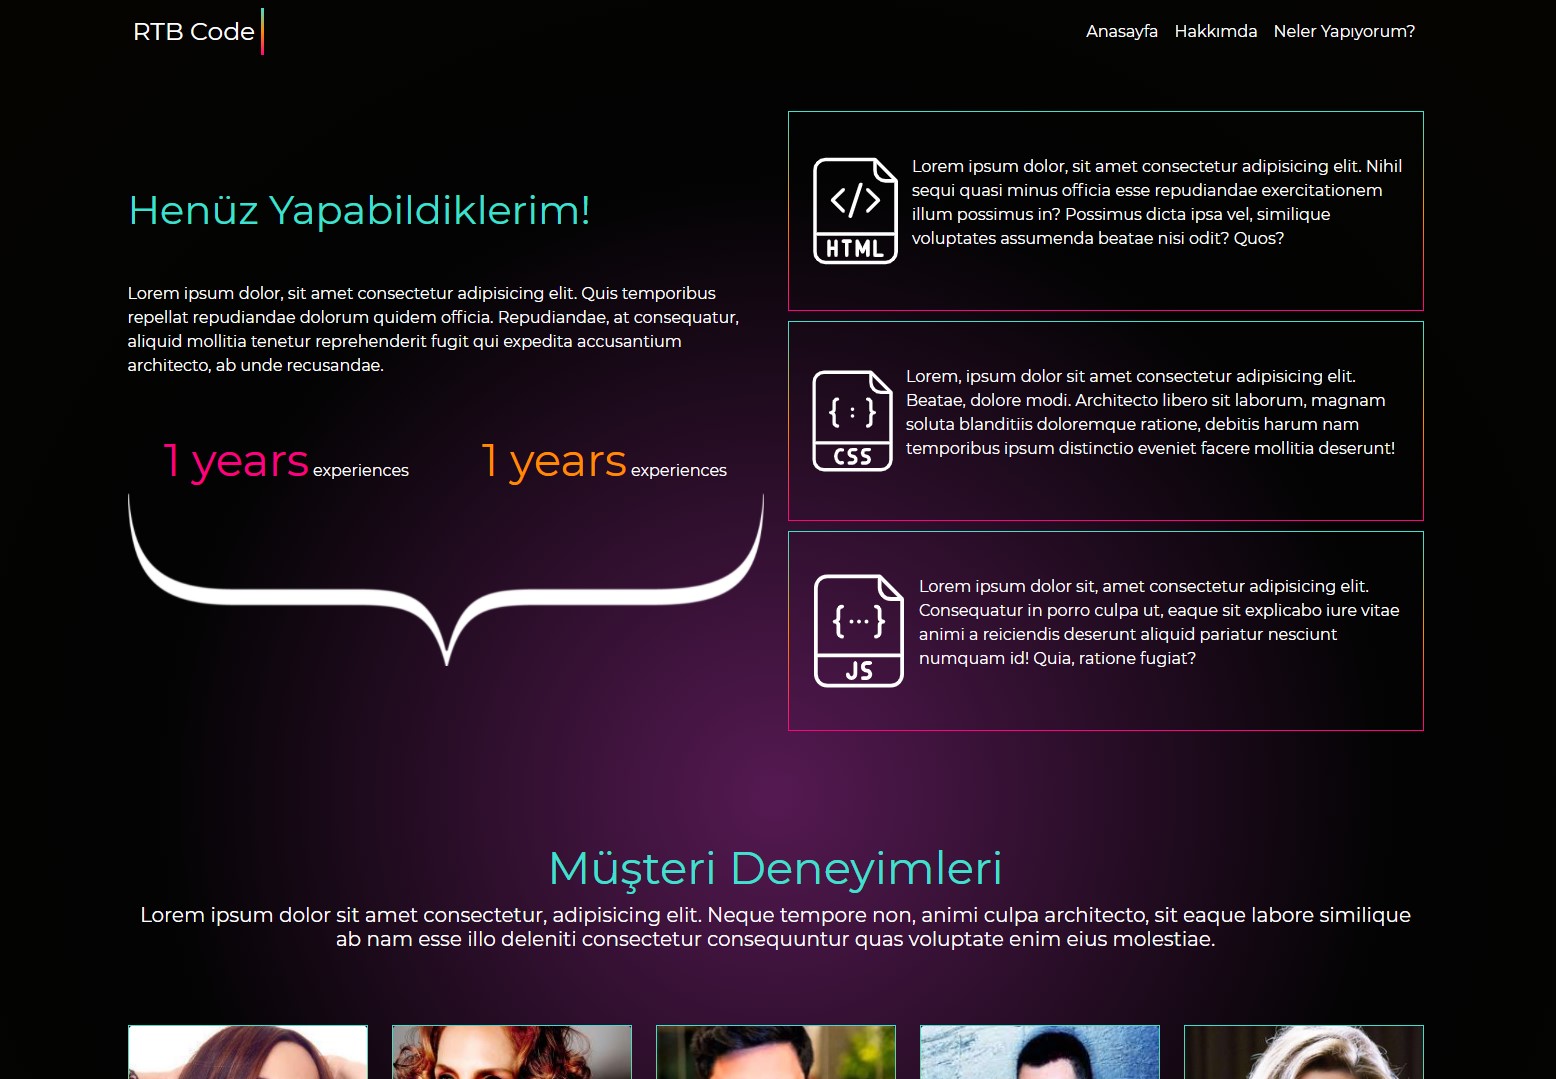 RTB Code
Anasayfa Hakkımda Neler Yapıyorum?
Henüz Yapabildiklerim!
Lorem ipsum dolor, sit amet consectetur adipisicing elit. Quis temporibus
repellat repudiandae dolorum quidem officia. Repudiandae, at consequatur,
aliquid mollitia tenetur reprehenderit fugit qui expedita accusantium
architecto, ab unde recusandae.
1 years experiences
1 years experiences
HTML
Lorem ipsum dolor, sit amet consectetur adipisicing elit. Nihil
sequi quasi minus officia esse repudiandae exercitationem
illum possimus in? Possimus dicta ipsa vel, similique
voluptates assumenda beatae nisi odit? Quos?
CSS
Lorem, ipsum dolor sit amet consectetur adipisicing elit.
Beatae, dolore modi. Architecto libero sit laborum, magnam
soluta blanditiis doloremque ratione, debitis harum nam
temporibus ipsum distinctio eveniet facere mollitia deserunt!
JS
Lorem ipsum dolor sit, amet consectetur adipisicing elit.
Consequatur in porro culpa ut, eaque sit explicabo iure vitae
animi a reiciendis deserunt aliquid pariatur nesciunt
numquam id! Quia, ratione fugiat?
Müşteri Deneyimleri
Lorem ipsum dolor sit amet consectetur, adipisicing elit. Neque tempore non, animi culpa architecto, sit eaque labore similique
ab nam esse illo deleniti consectetur consequuntur quas voluptate enim eius molestiae.